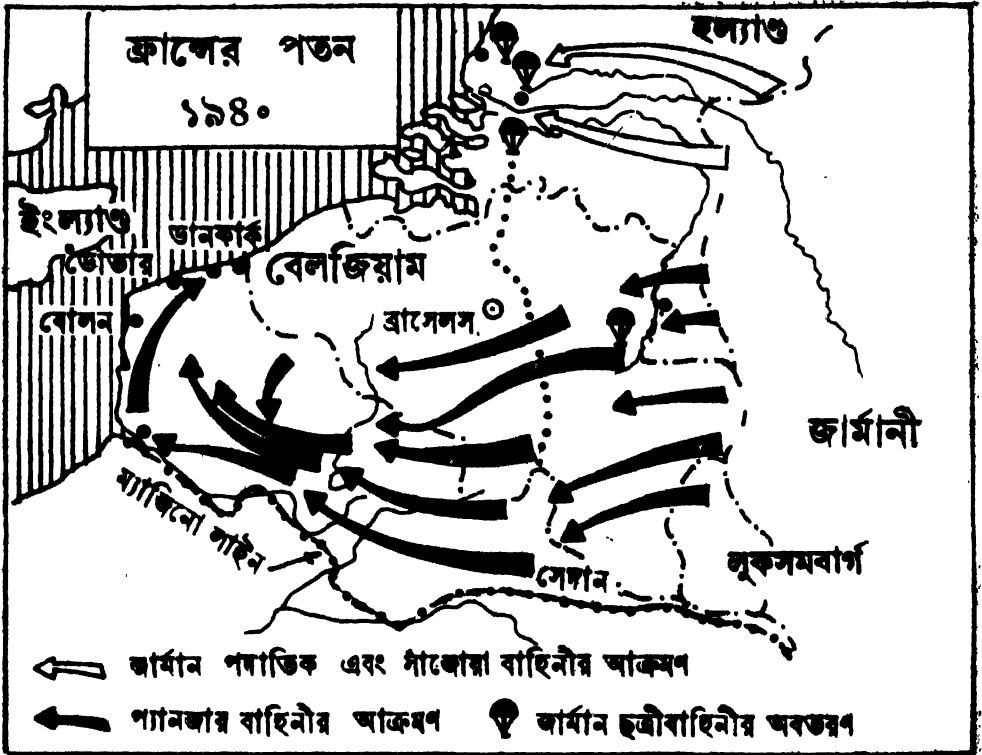 ফ্রান্সের পতন
১৯৪০
হল্যাণ্ড
ইংল্যাণ্ড
ডানকার্ক
ডোভার
বেলজিয়াম
বোলন
ব্রাসেলস
জার্মানী
ম্যাজিনো লাইন
লুকসমবার্গ
সেদান
জার্মান পদাতিক এবং সাঁজোয়া বাহিনীর আক্রমণ
প্যানজার বাহিনীর আক্রমণ
জার্মান ছত্রীবাহিনীর অবতরণ